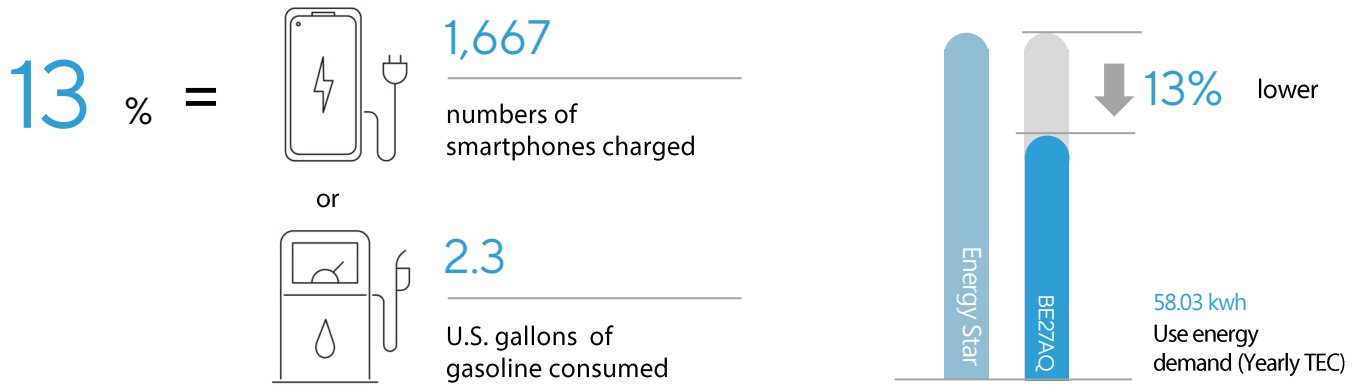 13 % =
1,667
numbers of
smartphones charged
or
2.3
U.S. gallons of
gasoline consumed
Energy Star
BE27AQ
13% lower
58.03 kwh
Use energy
demand (Yearly TEC)